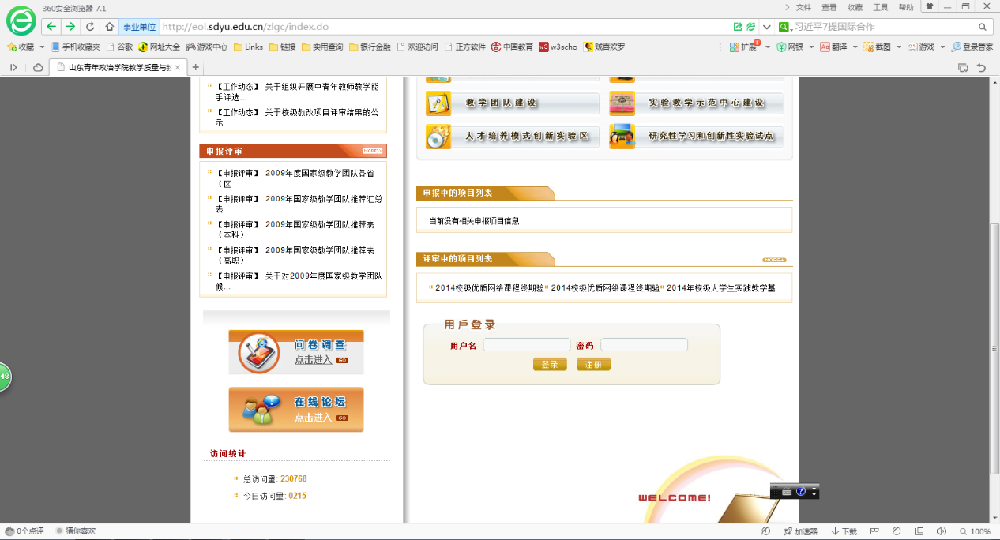 360安全浏览器 7.1
文件 查看 收藏 工具 帮助
事业单位 http://eol.sdyu.edu.cn/zlgc/index.do
习近平7提国际合作
收藏 手机收藏夹 谷歌 网址大全 游戏中心 Links 链接 实用查询 银行金融 欢迎访问 正方软件 中国教育 w3scho 贼喜欢罗
扩展 1 网银 翻译 截图 游戏 登录管家
山东青年政治学院教学质量与
【工作动态】 关于组织开展中青年教师教学能
手评选...
【工作动态】 关于校级教改项目评审结果的公
示
申报评审 MORE>>
【申报评审】 2009年度国家级教学团队各省
（区...
【申报评审】 2009年国家级教学团队推荐汇总
表
【申报评审】 2009年国家级教学团队推荐表
（本科）
【申报评审】 2009年国家级教学团队推荐表
（高职）
【申报评审】 关于对2009年度国家级教学团队
候...
问卷调查
点击进入 GO
在线论坛
点击进入 GO
访问统计
总访问量: 230768
今日访问量: 0215
教学团队建设
实验教学示范中心建设
人才培养模式创新实验区
研究性学习和创新性实验试点
申报中的项目列表
当前没有相关申报项目信息
评审中的项目列表 MORE+
2014校级优质网络课程终期验 2014校级优质网络课程终期验 2014年校级大学生实践教学基
用戶登录
用户名 密码
登录 注册
WELCOME!
48
0个点评 猜你喜欢
加速器 下载 100%